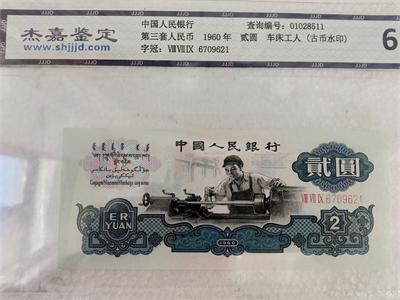 杰嘉鉴定
www.shjjjd.com
中国人民银行
查询编号：01028511
第三套人民币 1960年 贰圆 车床工人（古币水印）
字冠：VIII VII IX 6709621
6
中國人民銀行
貳圓
VIII VII IX 6709621
ER
YUAN
1960
2